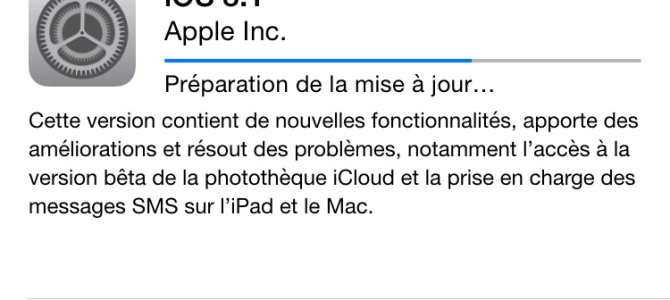 Apple Inc.
Préparation de la mise à jour...
Cette version contient de nouvelles fonctionnalités, apporte des
améliorations et résout des problèmes, notamment l'accès à la
version bêta de la photothèque iCloud et la prise en charge des
messages SMS sur l'iPad et le Mac.